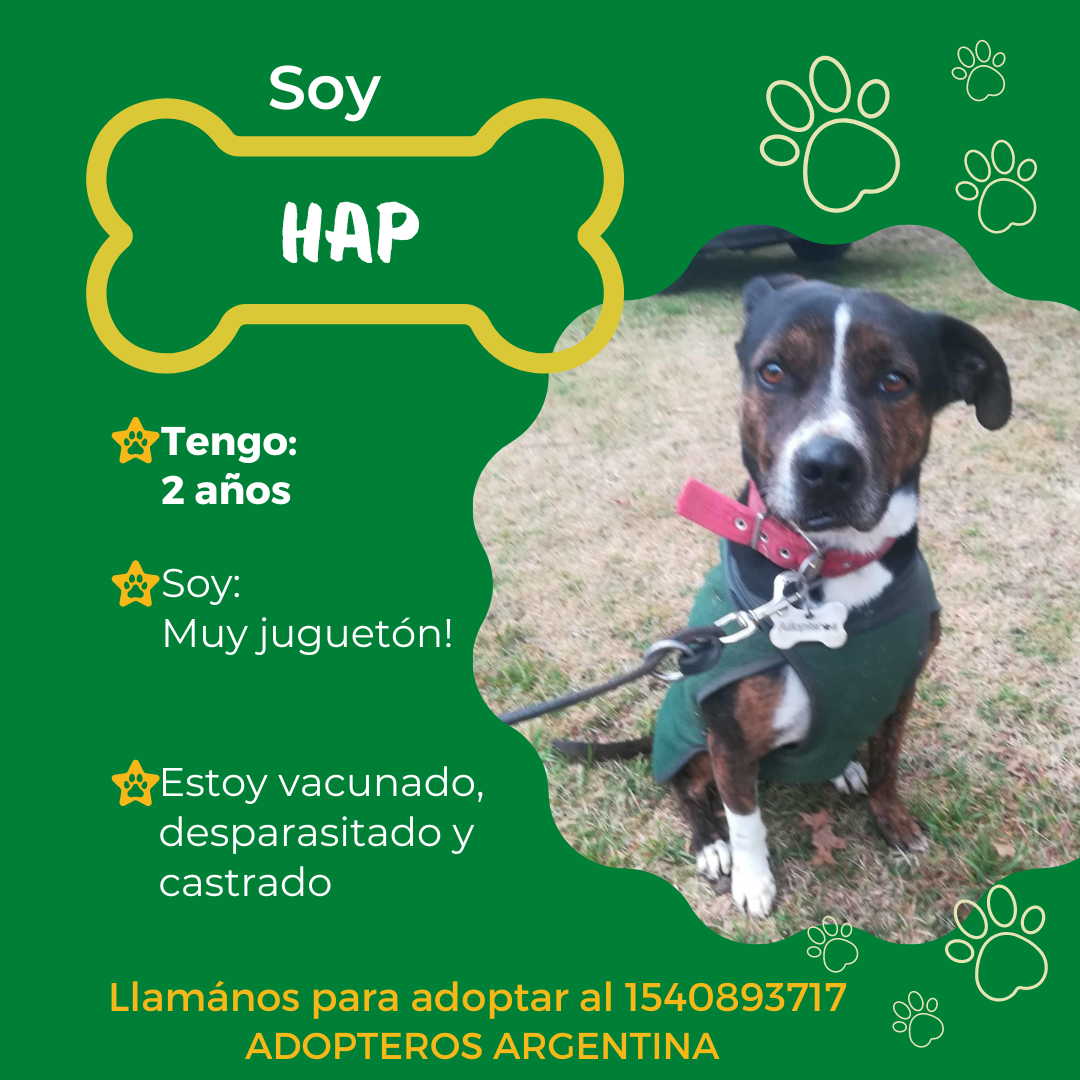 Soy
HAP
Tengo:
2 años
Soy:
Muy juguetón!
Estoy vacunado,
desparasitado y
castrado
Llamános para adoptar al 1540893717
ADOPTEROS ARGENTINA